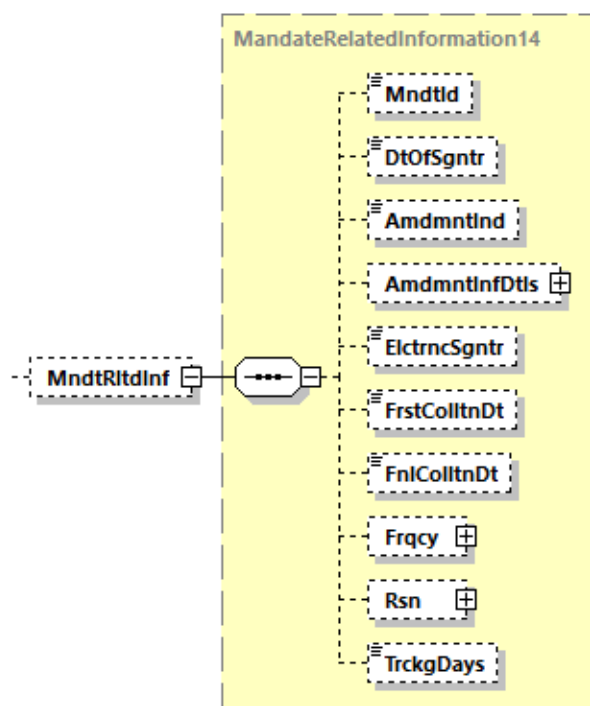 MandateRelatedInformation14
MndtId
DtOfSgntr
AmdmntInd
AmdmntInfDtls
ElctrncSgntr
MndtRltdInf
FrstColltnDt
FnlColltnDt
Frqcy
Rsn
TrckgDays